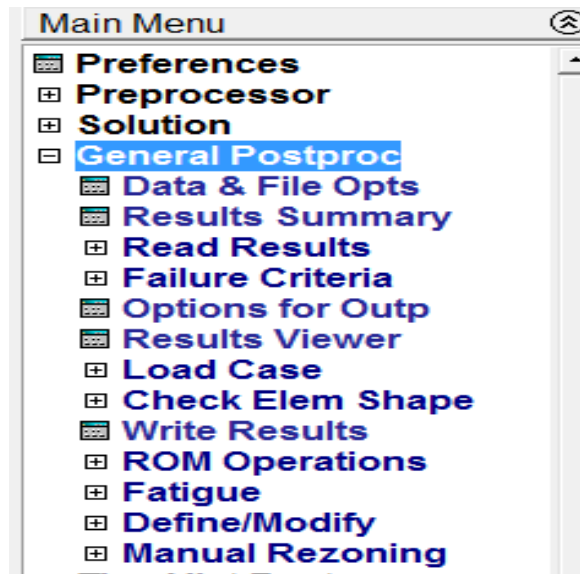 Main Menu
Preferences
Preprocessor
Solution
General Postproc
Data & File Opts
Results Summary
Read Results
Failure Criteria
Options for Outp
Results Viewer
Load Case
Check Elem Shape
Write Results
ROM Operations
Fatigue
Define/Modify
Manual Rezoning